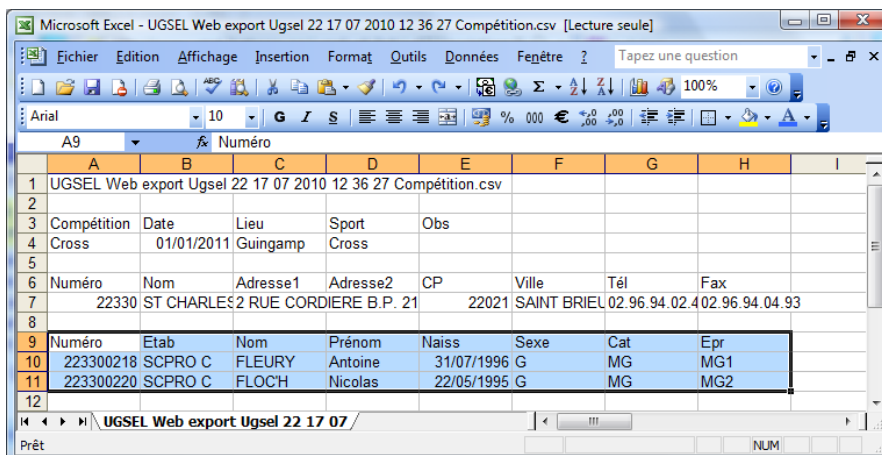 Microsoft Excel - UGSEL Web export Ugsel 22 17 07 2010 12 36 27 Compétition.csv [Lecture seule]
Fichier Edition Affichage Insertion Format Outils Données Fenêtre ? Tapez une question
100%
Arial 10 G I S % 000 €
A9 fx Numéro
A B C D E F G H I
1 UGSEL Web export Ugsel 22 17 07 2010 12 36 27 Compétition.csv
2
3 Compétition Date Lieu Sport Obs
4 Cross 01/01/2011 Guingamp Cross
5
6 Numéro Nom Adresse1 Adresse2 CP Ville Tél Fax
7 22330 ST CHARLES 2 RUE CORDIERE B.P. 21 22021 SAINT BRIEU 02.96.94.02.4 02.96.94.04.93
8
9 Numéro Etab Nom Prénom Naiss Sexe Cat Epr
10 223300218 SCPRO C FLEURY Antoine 31/07/1996 G MG MG1
11 223300220 SCPRO C FLOC'H Nicolas 22/05/1995 G MG MG2
12
UGSEL Web export Ugsel 22 17 07
Prêt NUM